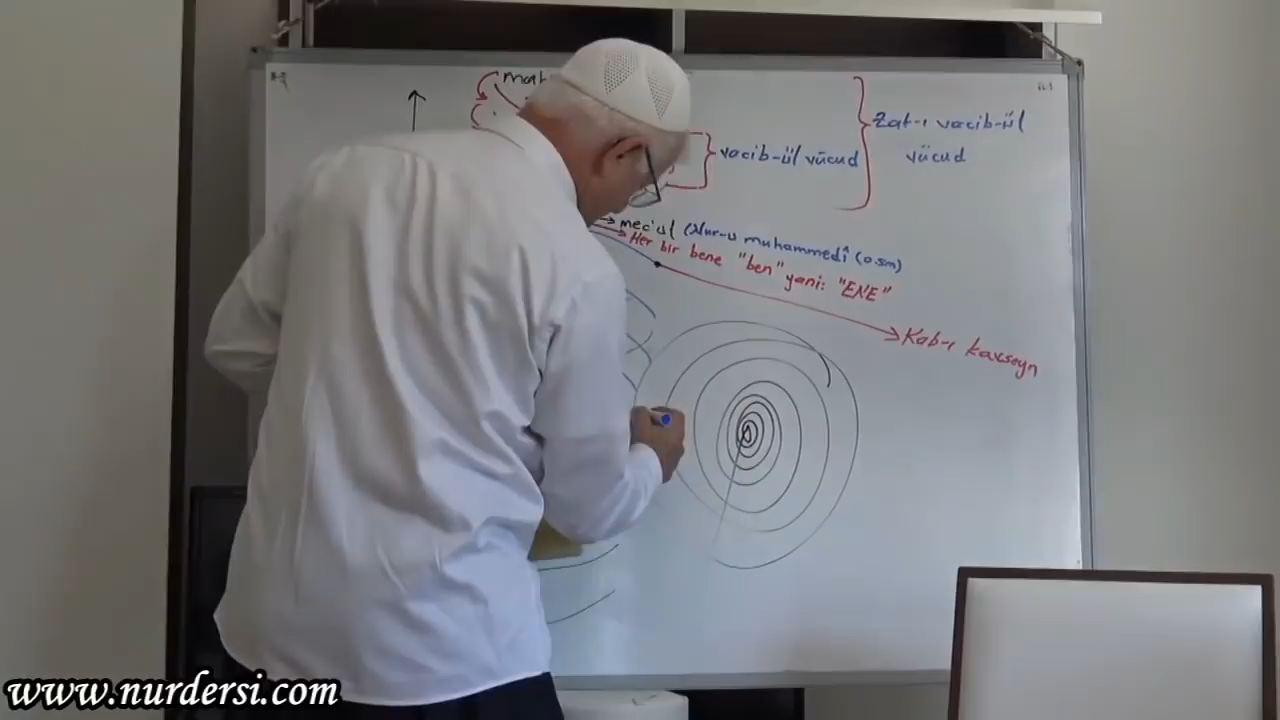 Zat-ı vacib-ül
vücud
vacib-ül vücud
mec'ul (Nur-u muhammedî (a.sm)
Her bir bene "ben" yani: "ENE"
Kab-ı kavseyn
www.nurdersi.com